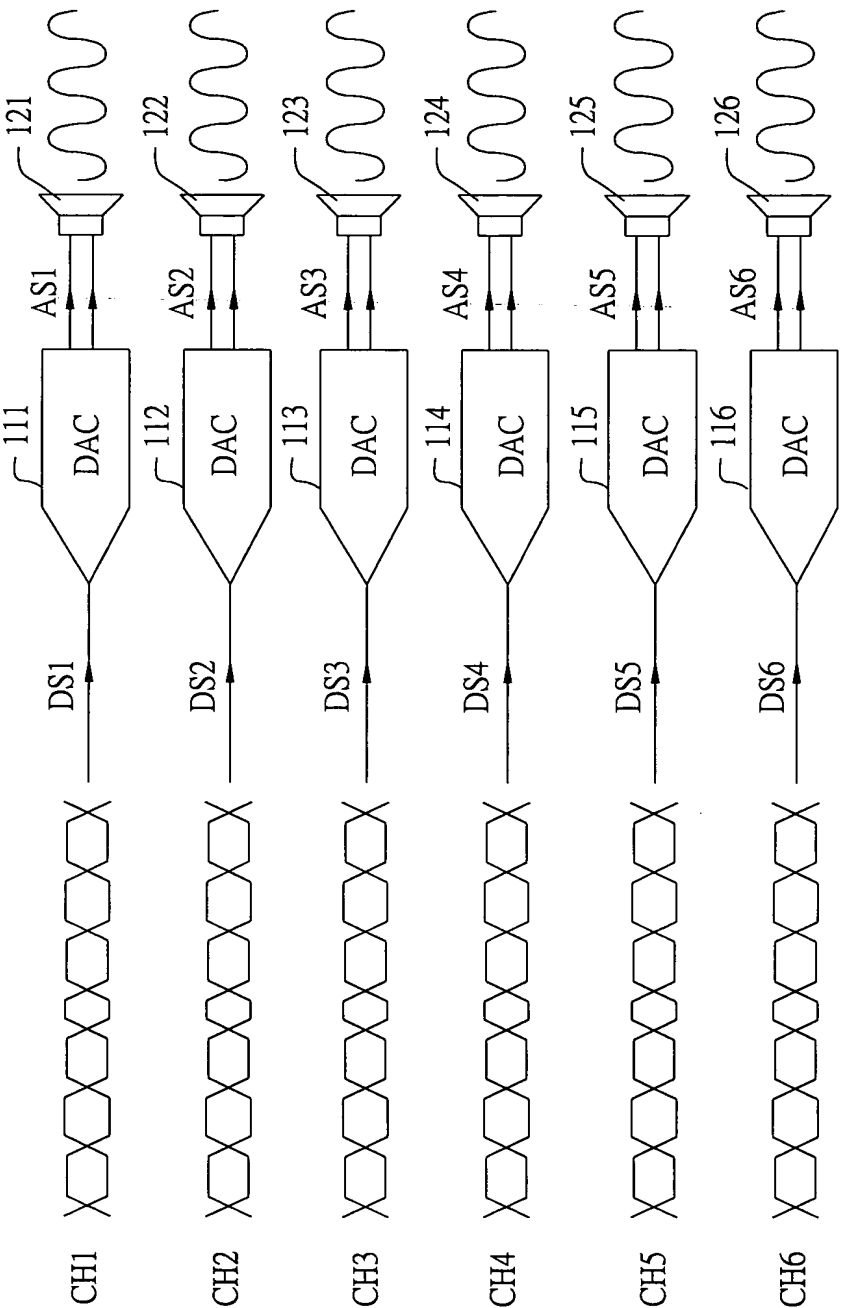 CH1
DS1
111
DAC
AS1
121
CH2
DS2
112
DAC
AS2
122
CH3
DS3
113
DAC
AS3
123
CH4
DS4
114
DAC
AS4
124
CH5
DS5
115
DAC
AS5
125
CH6
DS6
116
DAC
AS6
126